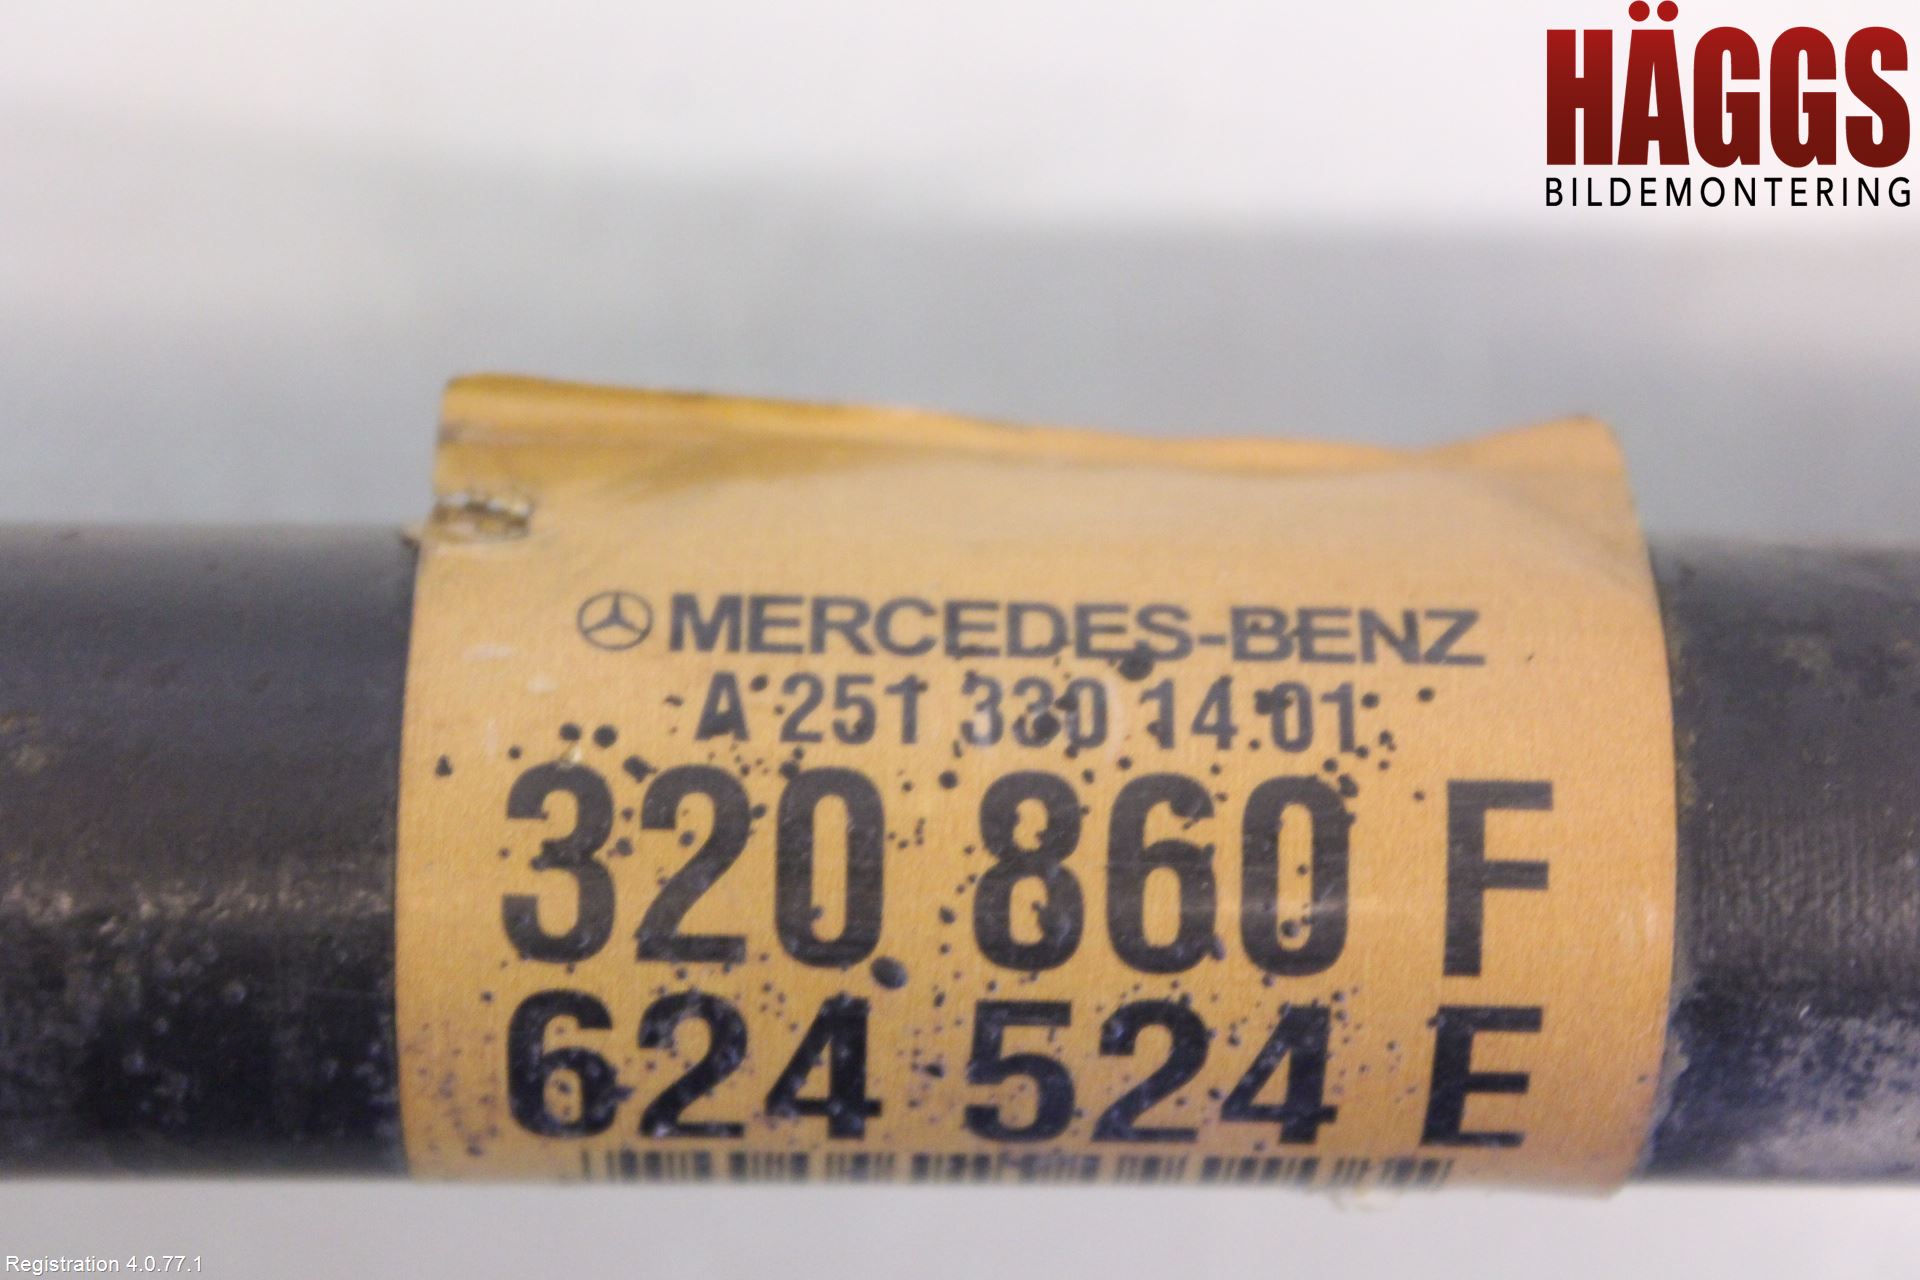 HÄGGS
BILDEMONTERING
MERCEDES-BENZ
A 251 330 14 01
320 860 F
624 524 E
Registration 4.0.77.1